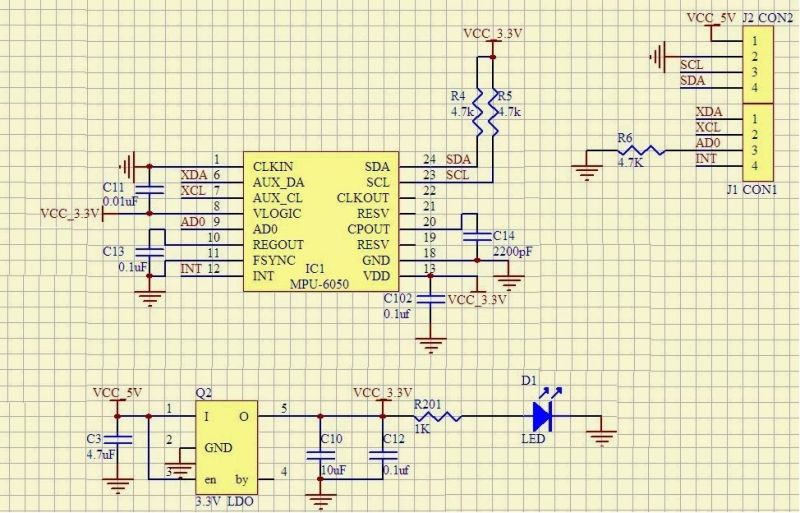 VCC_5V
J2 CON2
1
2
SCL 3
SDA 4
XDA 1
XCL 2
AD0 3
INT 4
J1 CON1
R6
4.7K
VCC_3.3V
R4 R5
4.7k 4.7k
1 CLKIN SDA 24 SDA
XDA 6 AUX_DA SCL 23 SCL
XCL 7 AUX_CL CLKOUT 22
8 VLOGIC RESV 21
AD0 9 AD0 CPOUT 20
10 REGOUT RESV 19
11 FSYNC GND 18
INT 12 INT VDD 13
IC1
MPU-6050
C11
0.01uF
VCC_3.3V
C13
0.1uF
C14
2200pF
C102
0.1uf
VCC_3.3V
VCC_5V
Q2
VCC_3.3V
D1
1 I O 5
2 GND
3 en by 4
3.3V LDO
C3
4.7uF
C10
10uF
C12
0.1uf
R201
1K
LED